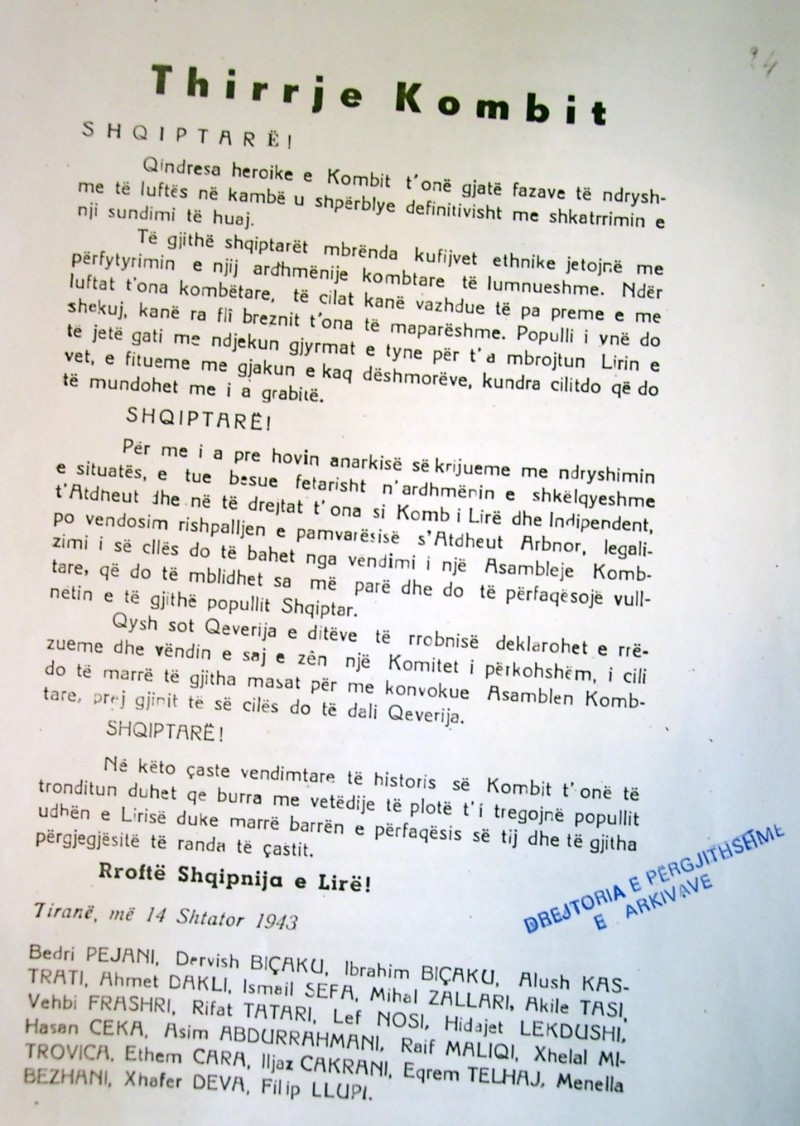 Thirrje Kombit
SHQIPTARË!
Qindresa heroike e Kombit t'onë gjatë fazave të ndrysh-
me të luftës në kambë u shpërblye definitivisht me shkatrrimin e
nji sundimi të huaj.
Të gjithë shqiptarët mbrënda kufijvet ethnike jetojnë me
përfytyrimin e njij ardhmënije kombtare të lumnueshme. Ndër
luftat t'ona kombëtare, të cilat kanë vazhdue të pa preme e me
shekuj, kanë ra fli breznit t'ona të maparëshme. Populli i ynë do
të jetë gati me ndjekun gjyrmat e tyne për t'a mbrojtun Lirin e
vet, e fitueme me gjakun e kaq dëshmorëve, kundra cilitdo që do
të mundohet me i a grabitë.
SHQIPTARË!
Për me i a pre hovin anarkisë së krijueme me ndryshimin
e situatës, e tue besue fetarisht n'ardhmënin e shkëlqyeshme
t'Atdheut dhe në të drejtat t'ona si Komb i Lirë dhe Indipendent,
po vendosim rishpalljen e pamvarësisë s'Atdheut Arbnor, legali-
zimi i së cilës do të bahet nga vendimi i një Asambleje Komb-
tare, që do të mblidhet sa më parë dhe do të përfaqësojë vull-
netin e të gjithë popullit Shqiptar.
Qysh sot Qeverija e ditëve të rrobnisë deklarohet e rrë-
zueme dhe vëndin e saj e zên një Komitet i përkohshëm, i cili
do të marrë të gjitha masat për me konvokue Asamblen Komb-
tare, prej gjinit të së cilës do të dali Qeverija.
SHQIPTARË!
Në këto çaste vendimtare të historis së Kombit t'onë të
tronditun duhet qe burra me vetëdije të plotë t'i tregojnë popullit
udhën e Lirisë duke marrë barrën e përfaqësis së tij dhe të gjitha
përgjegjësitë të randa të çastit.
Rroftë Shqipnija e Lirë!
Tiranë, më 14 Shtator 1943
DREJTORIA E PËRGJITHSHME
E ARKIVAVE
Bedri PEJANI, Dervish BIÇAKU, Ibrahim BIÇAKU, Alush KAS-
TRATI, Ahmet DAKLI, Ismail SEFA, Mihal ZALLARI, Akile TASI,
Vehbi FRASHRI, Rifat TATARI, Lef NOSI, Hidajet LEKDUSHI,
Hasan CEKA, Asim ABDURRAHMANI, Raif MALIQI, Xhelal MI-
TROVICA, Ethem CARA, Iljaz CAKRANI, Eqrem TELHAJ, Menella
BEZHANI, Xhafer DEVA, Filip LLUPI.